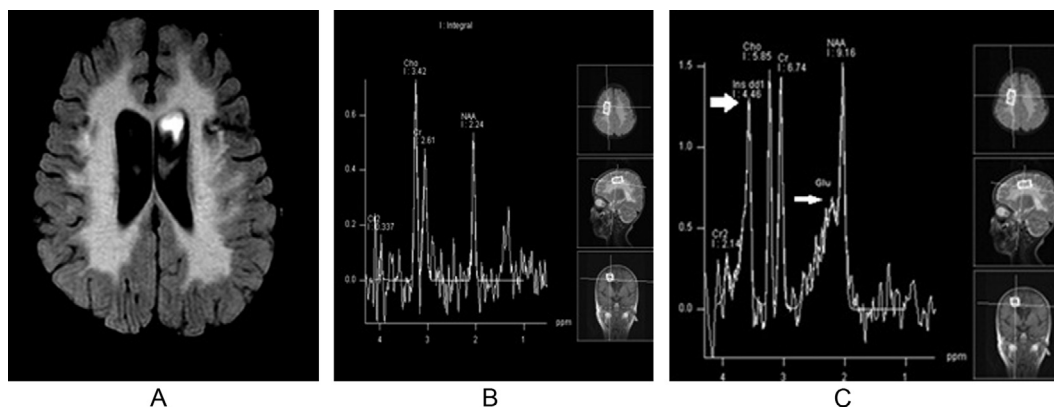 I : Integral
Cho
I : 3.42
Cr
I : 2.61
NAA
I : 2.24
Cr2
I : 0.337
0.6
0.4
0.2
0.0
4
3
2
1
ppm
Cho
I : 5.85
Cr
I : 6.74
NAA
I : 9.16
Ins dd1
I : 4.46
Glu
Cr2
I : 2.14
1.5
1.0
0.5
0.0
4
3
2
1
ppm
A
B
C